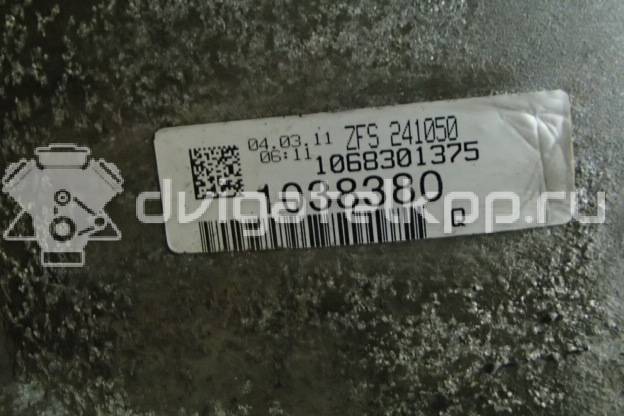 04.03.11 ZFS 241050
06:11 1068301375
1038380
Q
dvigatelkpp.ru